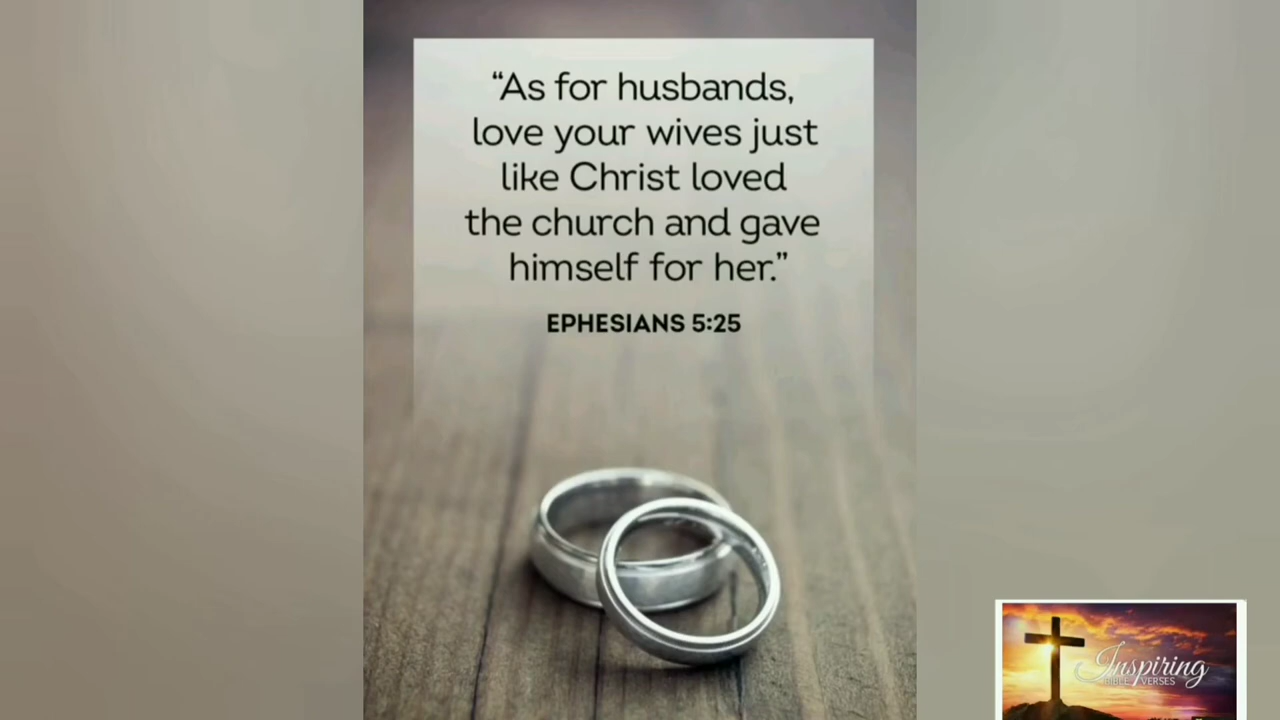 “As for husbands,
love your wives just
like Christ loved
the church and gave
himself for her.”
EPHESIANS 5:25
Inspiring
BIBLE VERSES